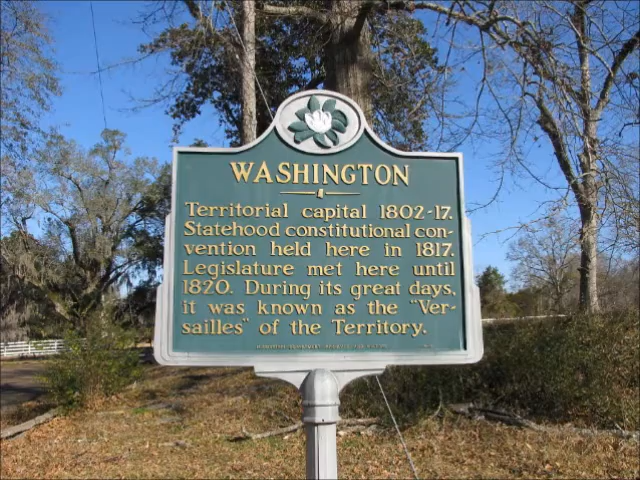 WASHINGTON
Territorial capital 1802-17.
Statehood constitutional con-
vention held here in 1817.
Legislature met here until
1820. During its great days,
it was known as the "Ver-
sailles" of the Territory.